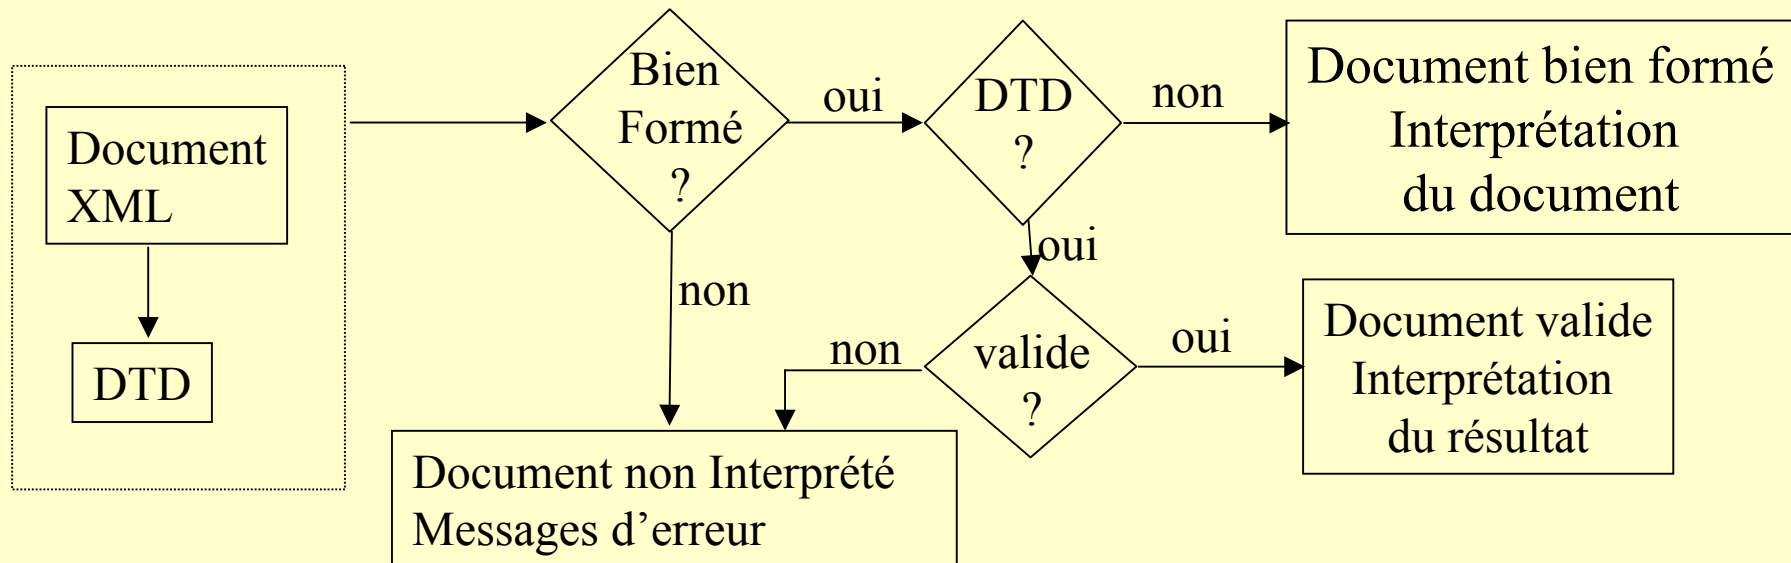 Document
XML
DTD
Bien
Formé
?
oui
non
DTD
?
non
oui
Document bien formé
Interprétation
du document
valide
?
non
oui
Document valide
Interprétation
du résultat
Document non Interprété
Messages d’erreur